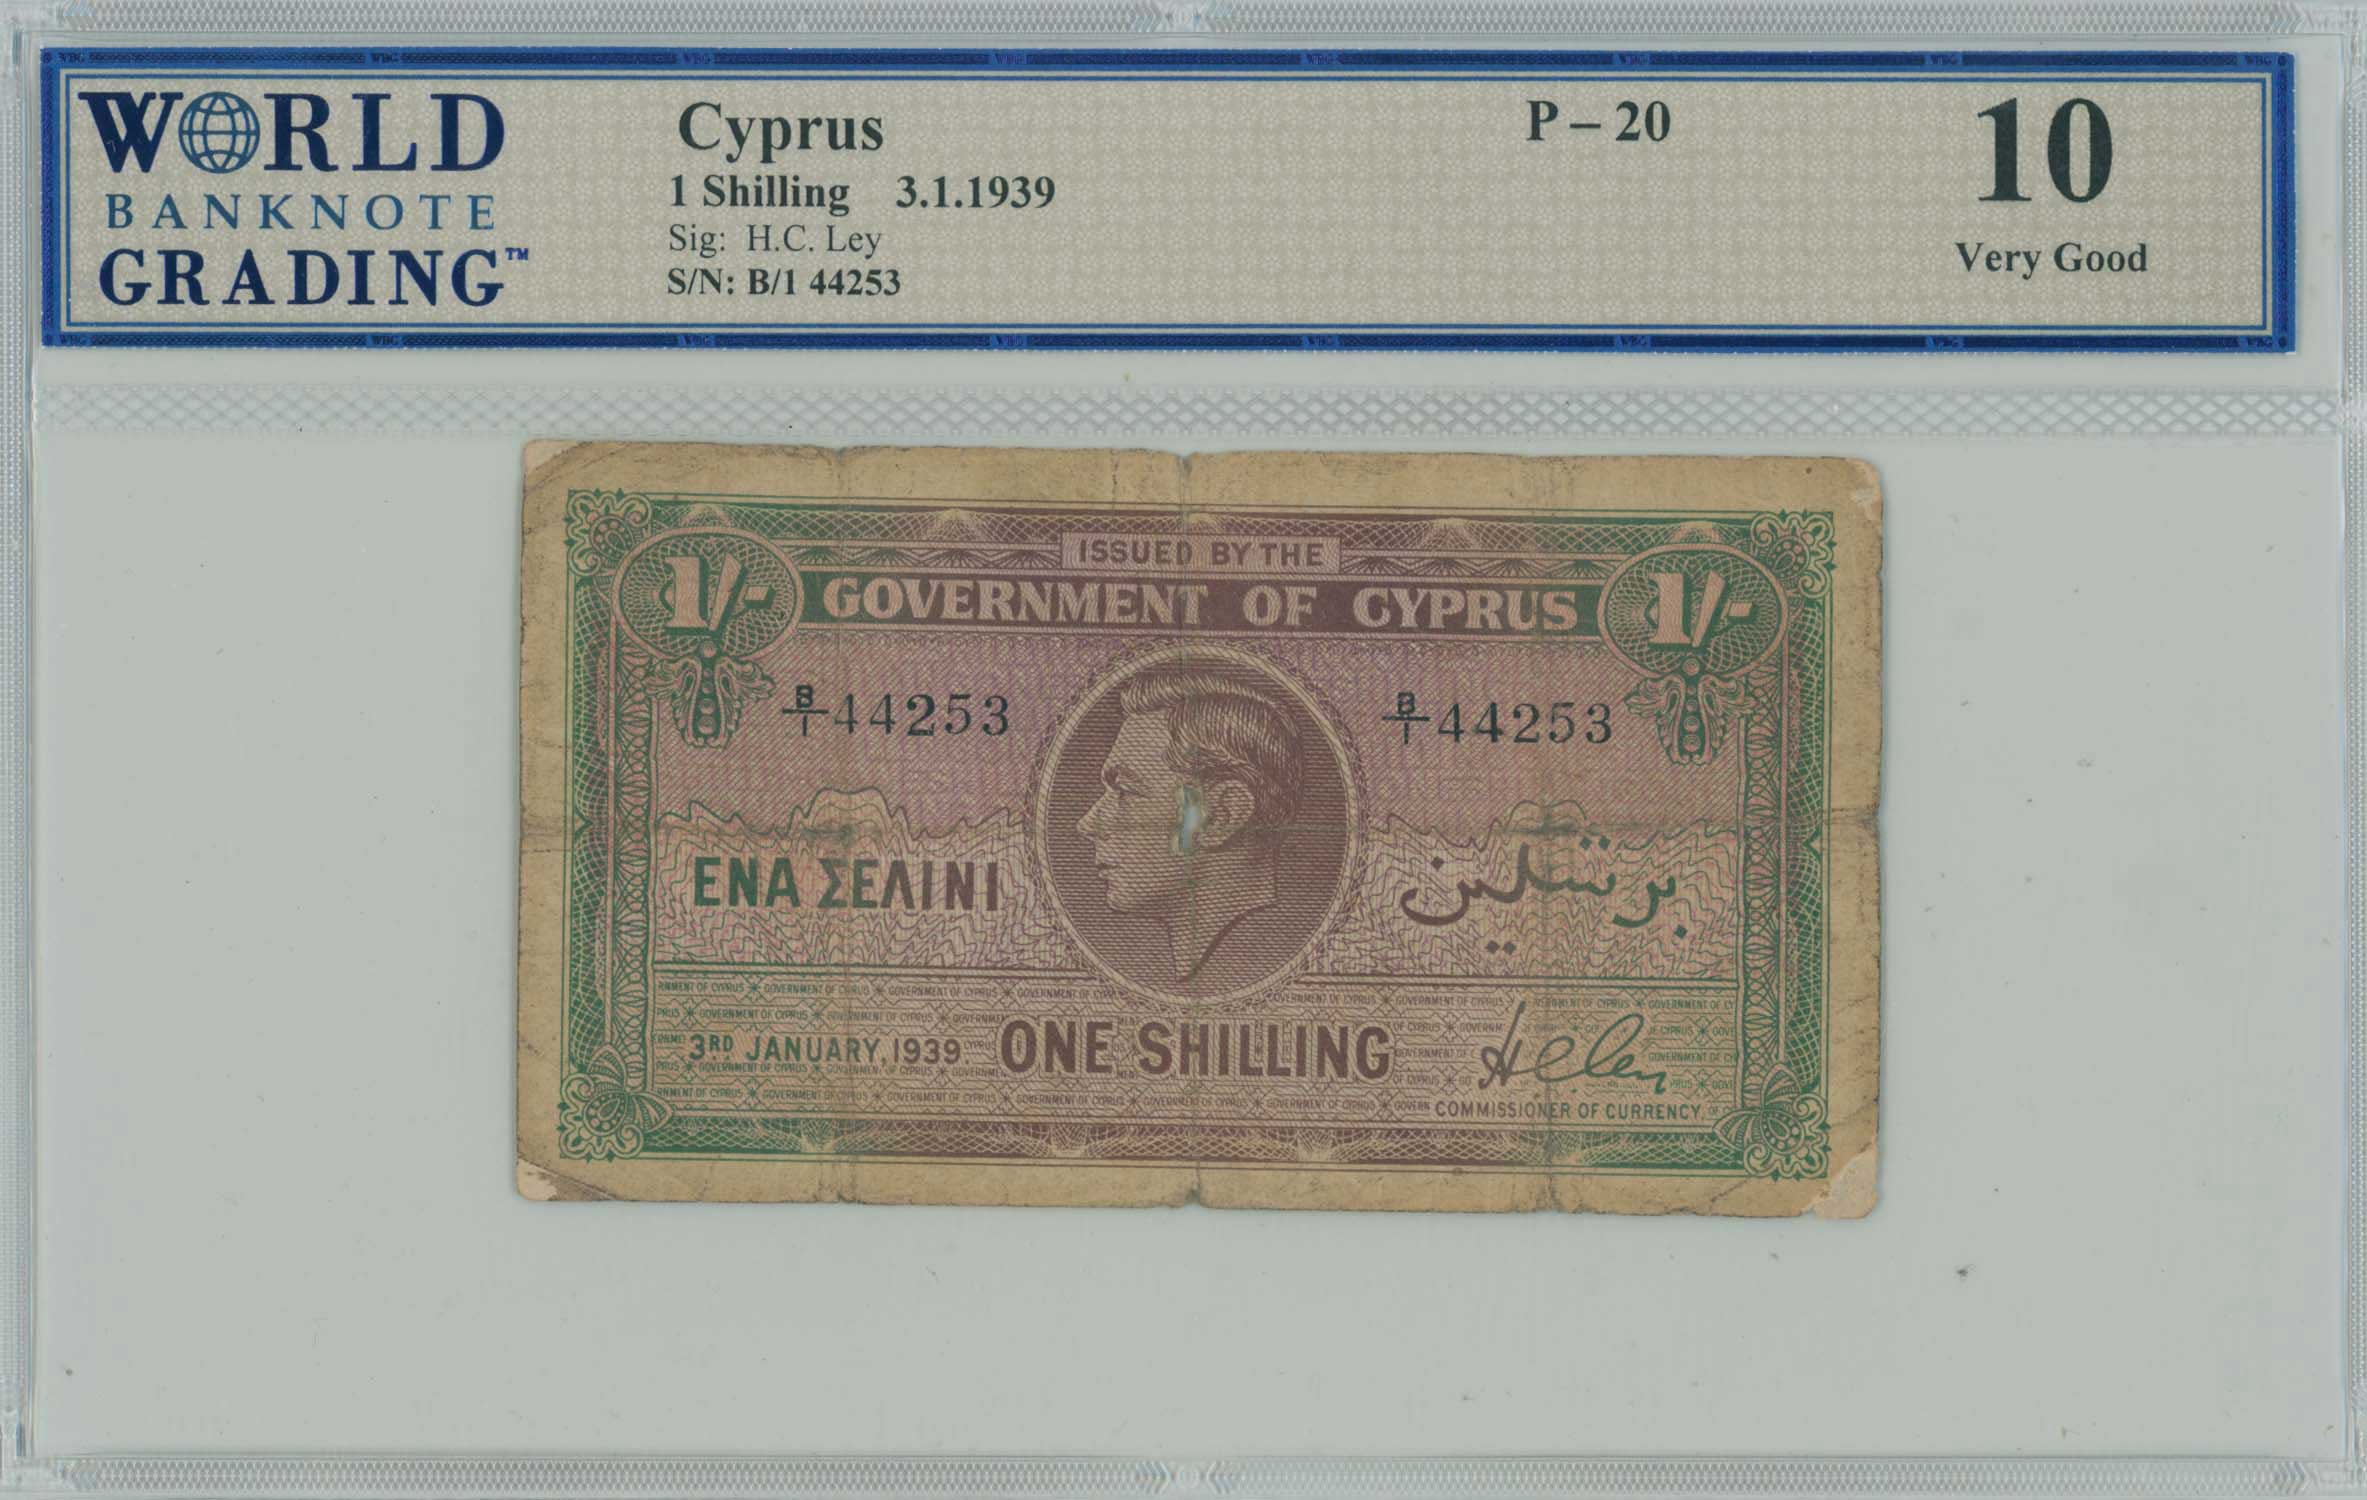 WORLD
BANKNOTE
GRADING™
Cyprus
1 Shilling 3.1.1939
Sig: H.C. Ley
S/N: B/1 44253
P – 20
10
Very Good
ISSUED BY THE
1/- GOVERNMENT OF CYPRUS 1/-
B/1 44253 B/1 44253
ΕΝΑ ΣΕΛΙΝΙ برشلين
3RD JANUARY, 1939. ONE SHILLING HCLey
COMMISSIONER OF CURRENCY